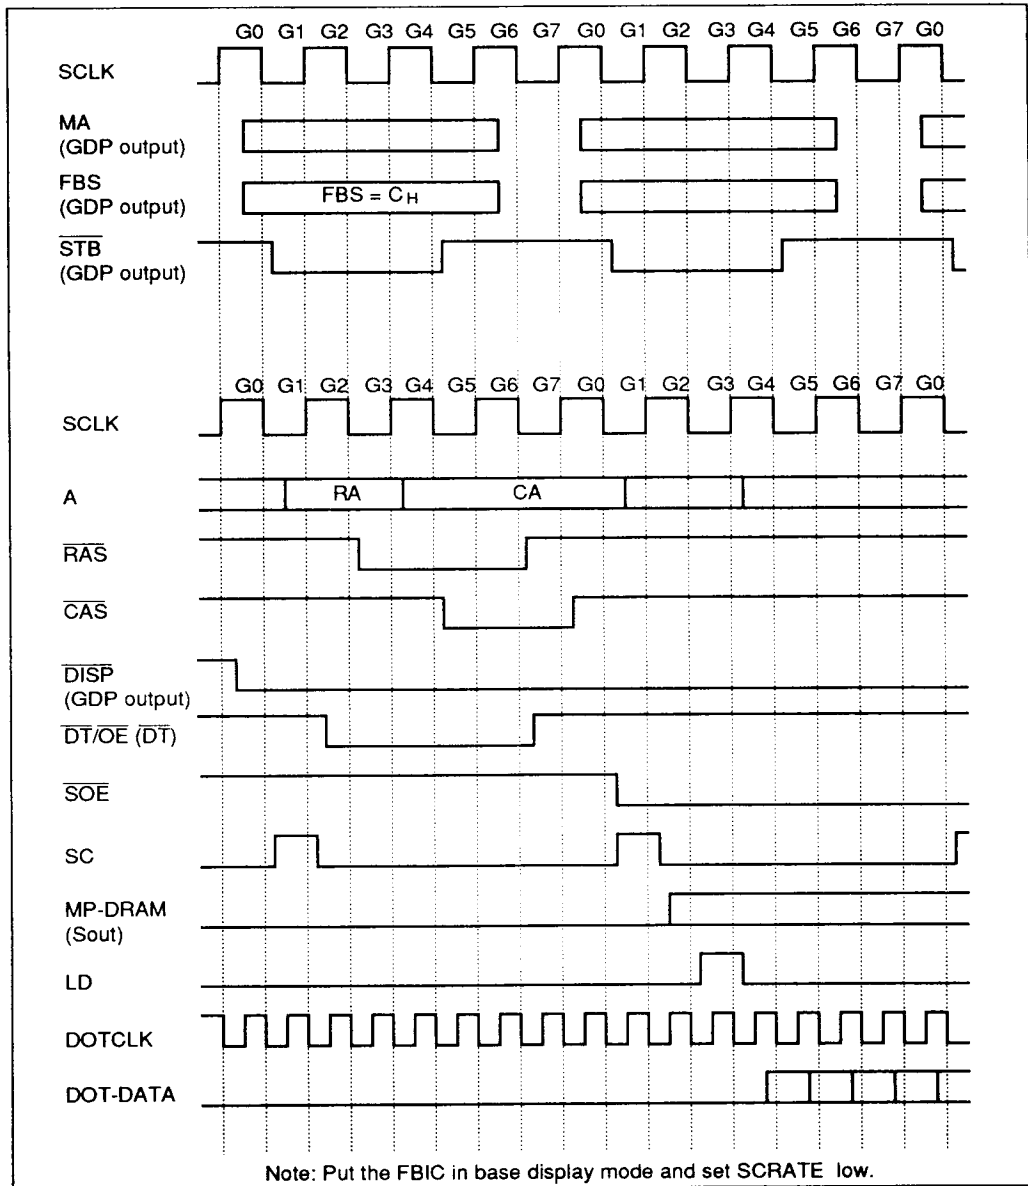 G0 G1 G2 G3 G4 G5 G6 G7 G0 G1 G2 G3 G4 G5 G6 G7 G0
SCLK
MA
(GDP output)
FBS
(GDP output)
FBS = CH
STB
(GDP output)
G0 G1 G2 G3 G4 G5 G6 G7 G0 G1 G2 G3 G4 G5 G6 G7 G0
SCLK
A
RA
CA
RAS
CAS
DISP
(GDP output)
DT/OE (DT)
SOE
SC
MP-DRAM
(Sout)
LD
DOTCLK
DOT-DATA
Note: Put the FBIC in base display mode and set SCRATE low.